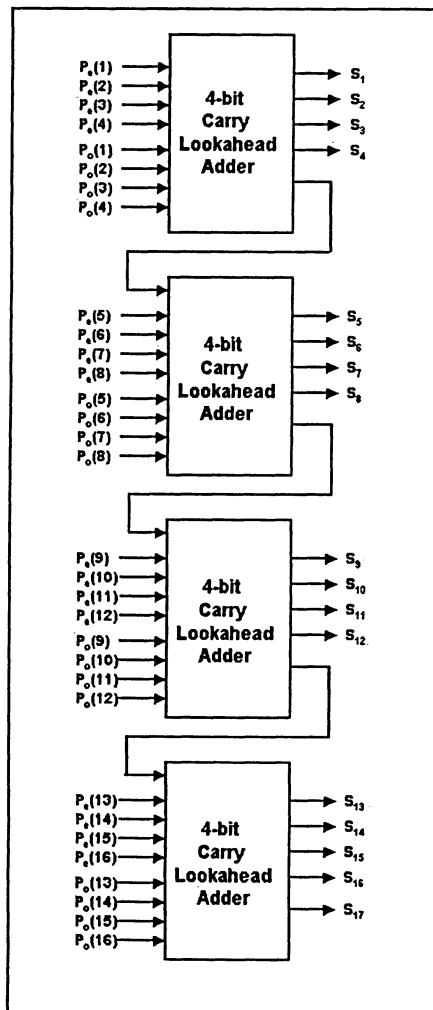 Pe(1)
Pe(2)
Pe(3)
Pe(4)
Po(1)
Po(2)
Po(3)
Po(4)
4-bit
Carry
Lookahead
Adder
S1
S2
S3
S4
Pe(5)
Pe(6)
Pe(7)
Pe(8)
Po(5)
Po(6)
Po(7)
Po(8)
4-bit
Carry
Lookahead
Adder
S5
S6
S7
S8
Pe(9)
Pe(10)
Pe(11)
Pe(12)
Po(9)
Po(10)
Po(11)
Po(12)
4-bit
Carry
Lookahead
Adder
S9
S10
S11
S12
Pe(13)
Pe(14)
Pe(15)
Pe(16)
Po(13)
Po(14)
Po(15)
Po(16)
4-bit
Carry
Lookahead
Adder
S13
S14
S15
S16
S17